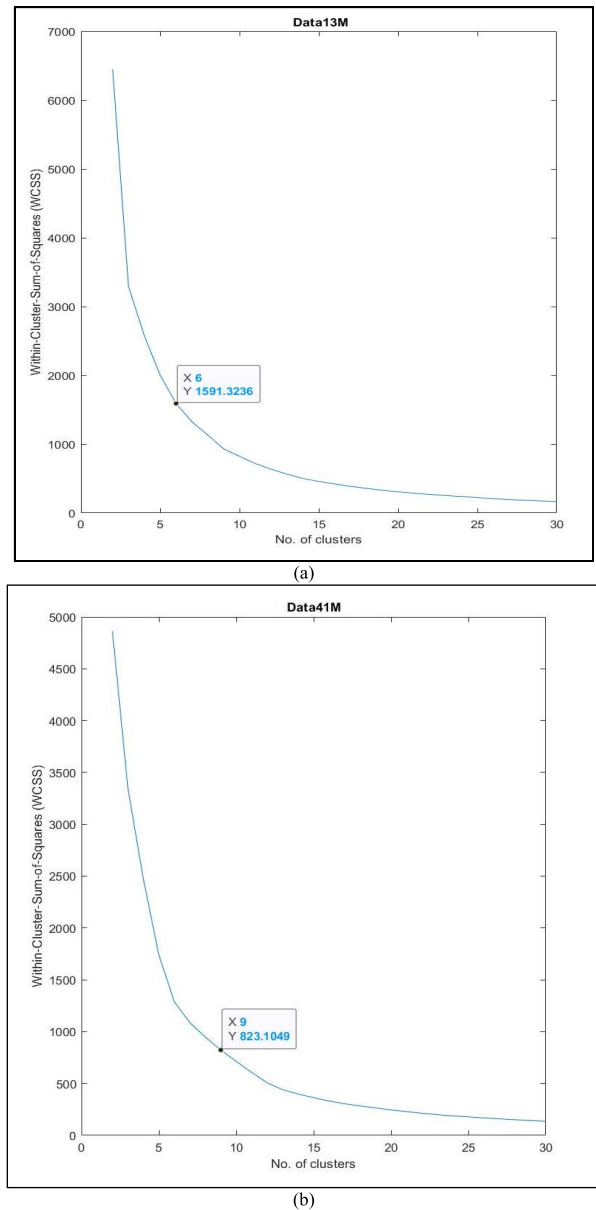 Data13M
7000
6000
5000
4000
3000
2000
1000
0
Within-Cluster-Sum-of-Squares (WCSS)
X 6
Y 1591.3236
0 5 10 15 20 25 30
No. of clusters
(a)
Data41M
5000
4500
4000
3500
3000
2500
2000
1500
1000
500
0
Within-Cluster-Sum-of-Squares (WCSS)
X 9
Y 823.1049
0 5 10 15 20 25 30
No. of clusters
(b)